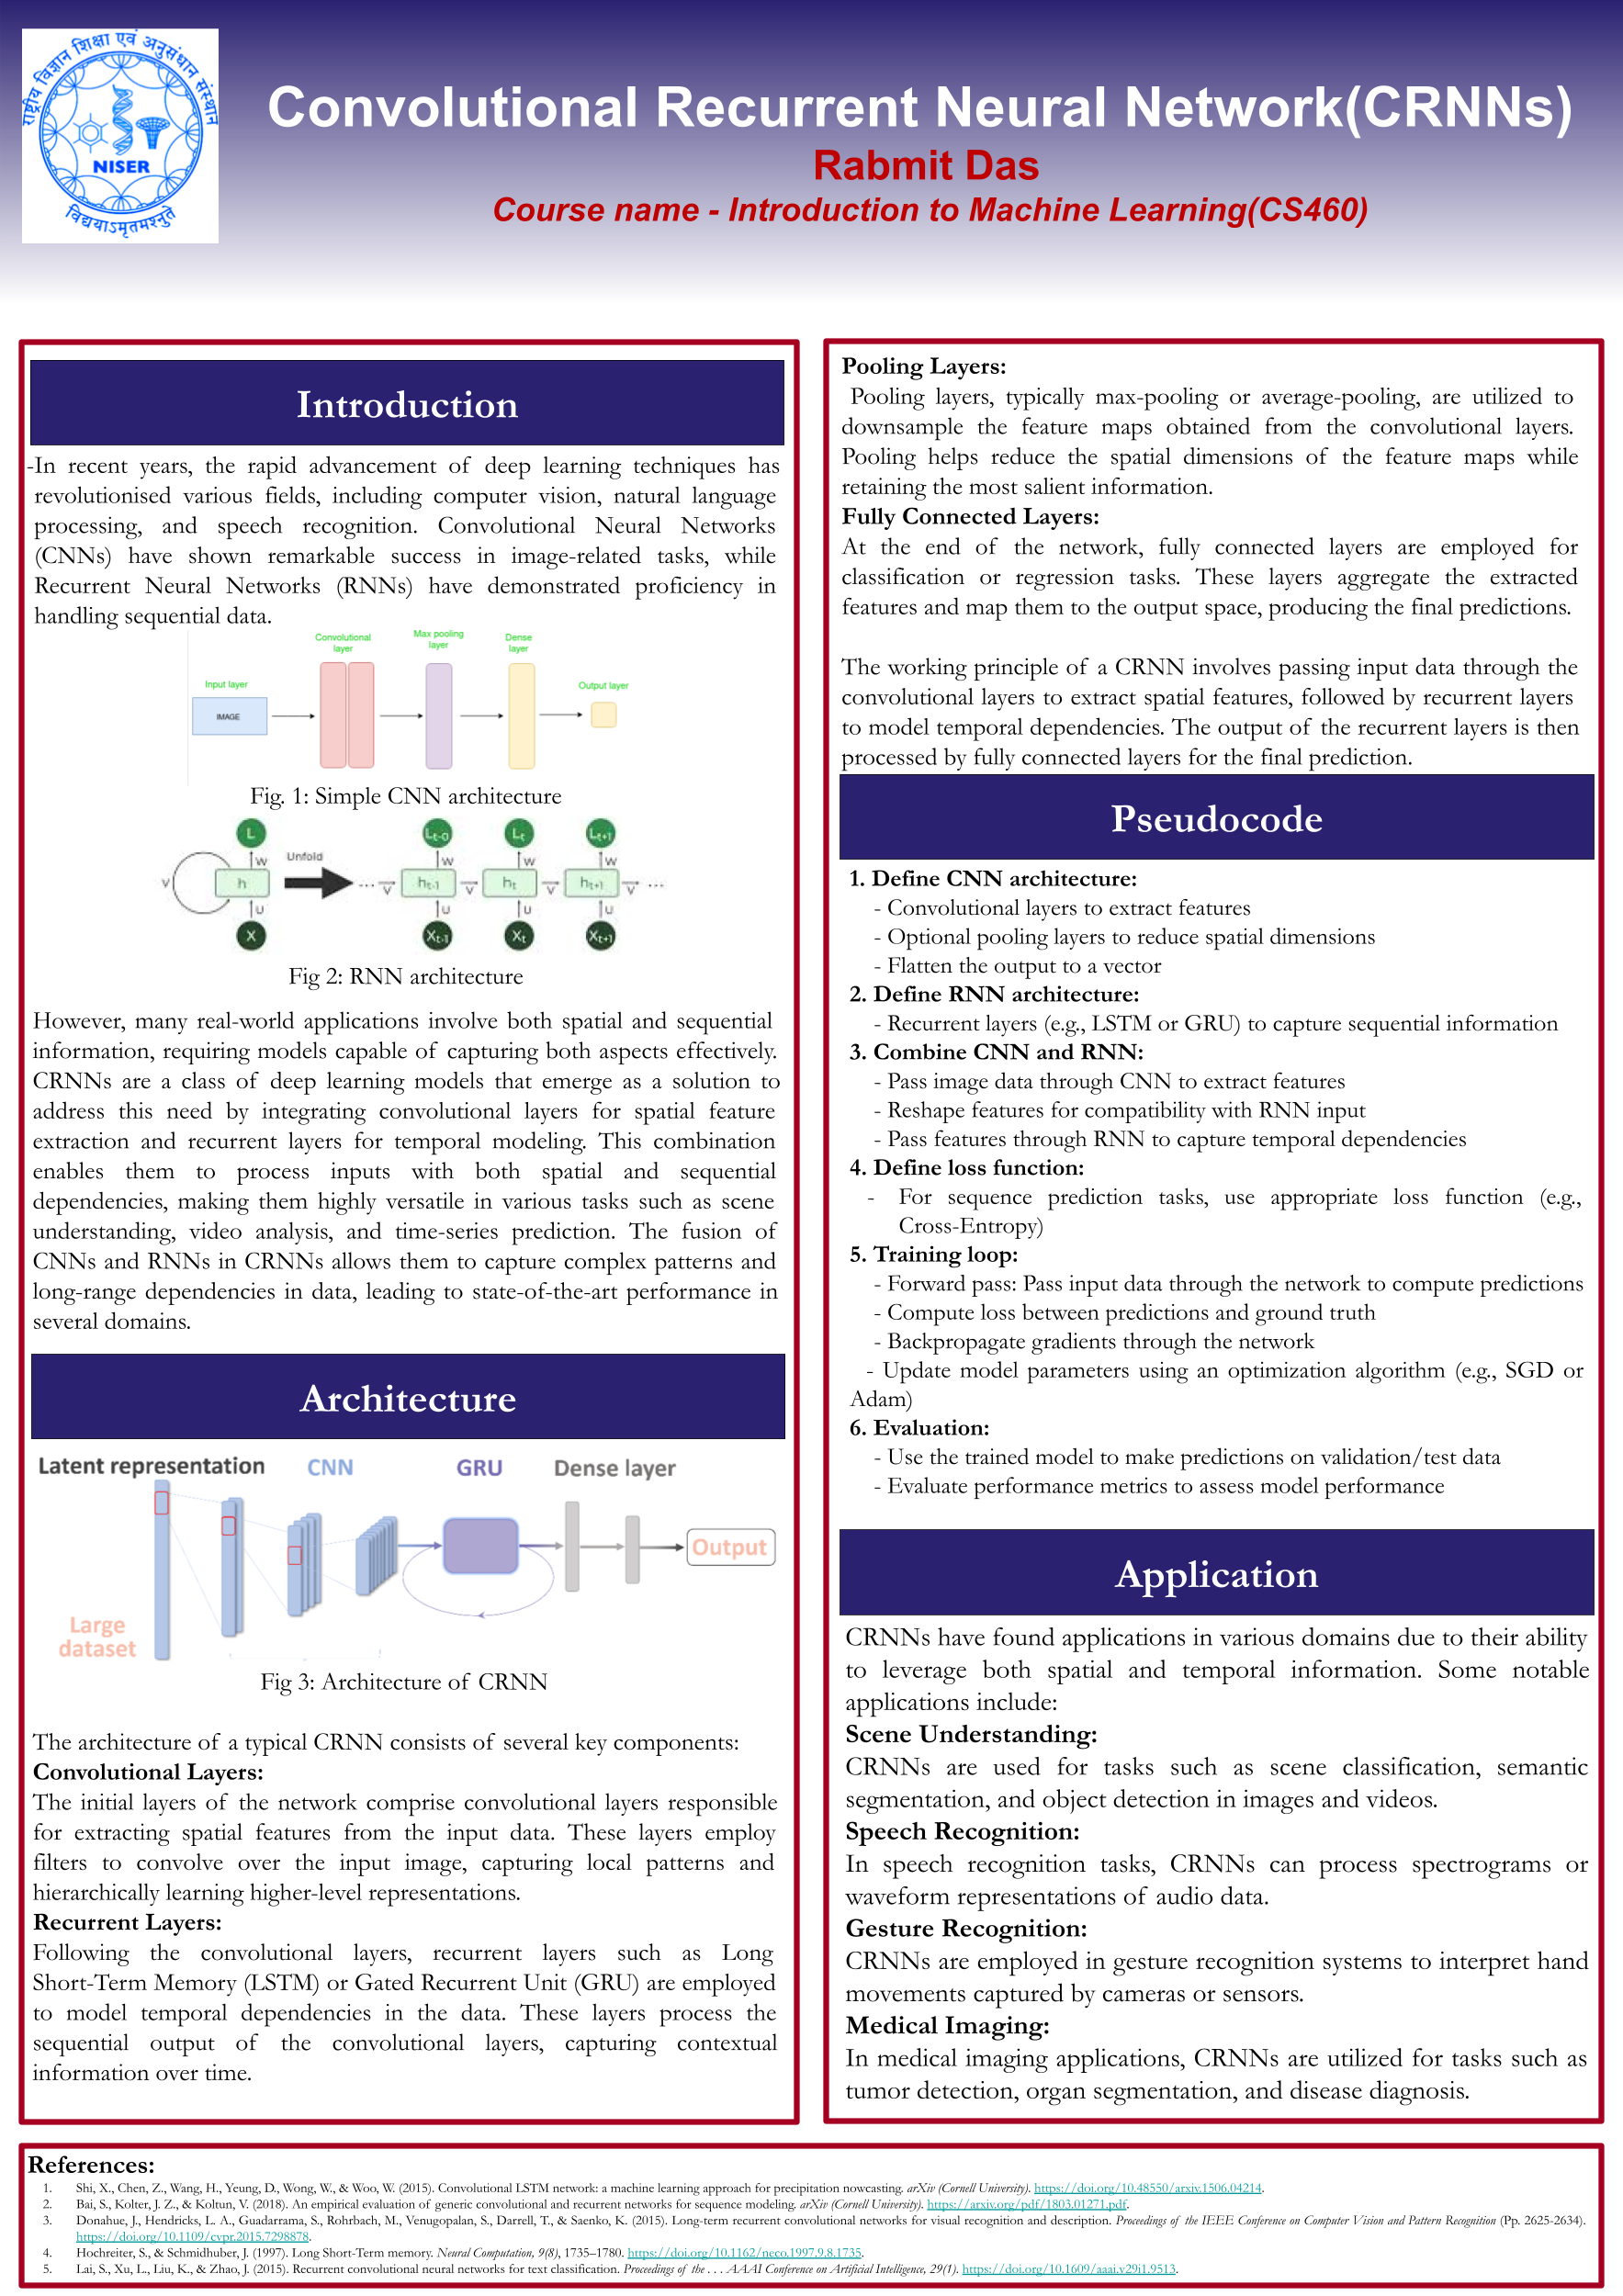 राष्ट्रीय विज्ञान शिक्षा एवं अनुसंधान संस्थान
NISER
विद्ययाऽमृतमश्नुते
Convolutional Recurrent Neural Network(CRNNs)
Rabmit Das
Course name - Introduction to Machine Learning(CS460)
Introduction
-In recent years, the rapid advancement of deep learning techniques has
revolutionised various fields, including computer vision, natural language
processing, and speech recognition. Convolutional Neural Networks
(CNNs) have shown remarkable success in image-related tasks, while
Recurrent Neural Networks (RNNs) have demonstrated proficiency in
handling sequential data.
Input layer
IMAGE
Convolutional
layer
Max pooling
layer
Dense
layer
Output layer
Fig. 1: Simple CNN architecture
L Lt-0 Lt Lt+1
W Unfold W W W
V h ... V ht-1 V ht V ht+1 V ...
U U U U
X Xt-1 Xt Xt+1
Fig 2: RNN architecture
However, many real-world applications involve both spatial and sequential
information, requiring models capable of capturing both aspects effectively.
CRNNs are a class of deep learning models that emerge as a solution to
address this need by integrating convolutional layers for spatial feature
extraction and recurrent layers for temporal modeling. This combination
enables them to process inputs with both spatial and sequential
dependencies, making them highly versatile in various tasks such as scene
understanding, video analysis, and time-series prediction. The fusion of
CNNs and RNNs in CRNNs allows them to capture complex patterns and
long-range dependencies in data, leading to state-of-the-art performance in
several domains.
Architecture
Latent representation CNN GRU Dense layer
Output
Large
dataset
Fig 3: Architecture of CRNN
The architecture of a typical CRNN consists of several key components:
Convolutional Layers:
The initial layers of the network comprise convolutional layers responsible
for extracting spatial features from the input data. These layers employ
filters to convolve over the input image, capturing local patterns and
hierarchically learning higher-level representations.
Recurrent Layers:
Following the convolutional layers, recurrent layers such as Long
Short-Term Memory (LSTM) or Gated Recurrent Unit (GRU) are employed
to model temporal dependencies in the data. These layers process the
sequential output of the convolutional layers, capturing contextual
information over time.
Pooling Layers:
Pooling layers, typically max-pooling or average-pooling, are utilized to
downsample the feature maps obtained from the convolutional layers.
Pooling helps reduce the spatial dimensions of the feature maps while
retaining the most salient information.
Fully Connected Layers:
At the end of the network, fully connected layers are employed for
classification or regression tasks. These layers aggregate the extracted
features and map them to the output space, producing the final predictions.
The working principle of a CRNN involves passing input data through the
convolutional layers to extract spatial features, followed by recurrent layers
to model temporal dependencies. The output of the recurrent layers is then
processed by fully connected layers for the final prediction.
Pseudocode
1. Define CNN architecture:
- Convolutional layers to extract features
- Optional pooling layers to reduce spatial dimensions
- Flatten the output to a vector
2. Define RNN architecture:
- Recurrent layers (e.g., LSTM or GRU) to capture sequential information
3. Combine CNN and RNN:
- Pass image data through CNN to extract features
- Reshape features for compatibility with RNN input
- Pass features through RNN to capture temporal dependencies
4. Define loss function:
- For sequence prediction tasks, use appropriate loss function (e.g.,
Cross-Entropy)
5. Training loop:
- Forward pass: Pass input data through the network to compute predictions
- Compute loss between predictions and ground truth
- Backpropagate gradients through the network
- Update model parameters using an optimization algorithm (e.g., SGD or
Adam)
6. Evaluation:
- Use the trained model to make predictions on validation/test data
- Evaluate performance metrics to assess model performance
Application
CRNNs have found applications in various domains due to their ability
to leverage both spatial and temporal information. Some notable
applications include:
Scene Understanding:
CRNNs are used for tasks such as scene classification, semantic
segmentation, and object detection in images and videos.
Speech Recognition:
In speech recognition tasks, CRNNs can process spectrograms or
waveform representations of audio data.
Gesture Recognition:
CRNNs are employed in gesture recognition systems to interpret hand
movements captured by cameras or sensors.
Medical Imaging:
In medical imaging applications, CRNNs are utilized for tasks such as
tumor detection, organ segmentation, and disease diagnosis.
References:
1. Shi, X., Chen, Z., Wang, H., Yeung, D., Wong, W., & Woo, W. (2015). Convolutional LSTM network: a machine learning approach for precipitation nowcasting. arXiv (Cornell University). https://doi.org/10.48550/arxiv.1506.04214.
2. Bai, S., Kolter, J. Z., & Koltun, V. (2018). An empirical evaluation of generic convolutional and recurrent networks for sequence modeling. arXiv (Cornell University). https://arxiv.org/pdf/1803.01271.pdf.
3. Donahue, J., Hendricks, L. A., Guadarrama, S., Rohrbach, M., Venugopalan, S., Darrell, T., & Saenko, K. (2015). Long-term recurrent convolutional networks for visual recognition and description. Proceedings of the IEEE Conference on Computer Vision and Pattern Recognition (Pp. 2625-2634).
https://doi.org/10.1109/cvpr.2015.7298878.
4. Hochreiter, S., & Schmidhuber, J. (1997). Long Short-Term memory. Neural Computation, 9(8), 1735–1780. https://doi.org/10.1162/neco.1997.9.8.1735.
5. Lai, S., Xu, L., Liu, K., & Zhao, J. (2015). Recurrent convolutional neural networks for text classification. Proceedings of the . . . AAAI Conference on Artificial Intelligence, 29(1). https://doi.org/10.1609/aaai.v29i1.9513.